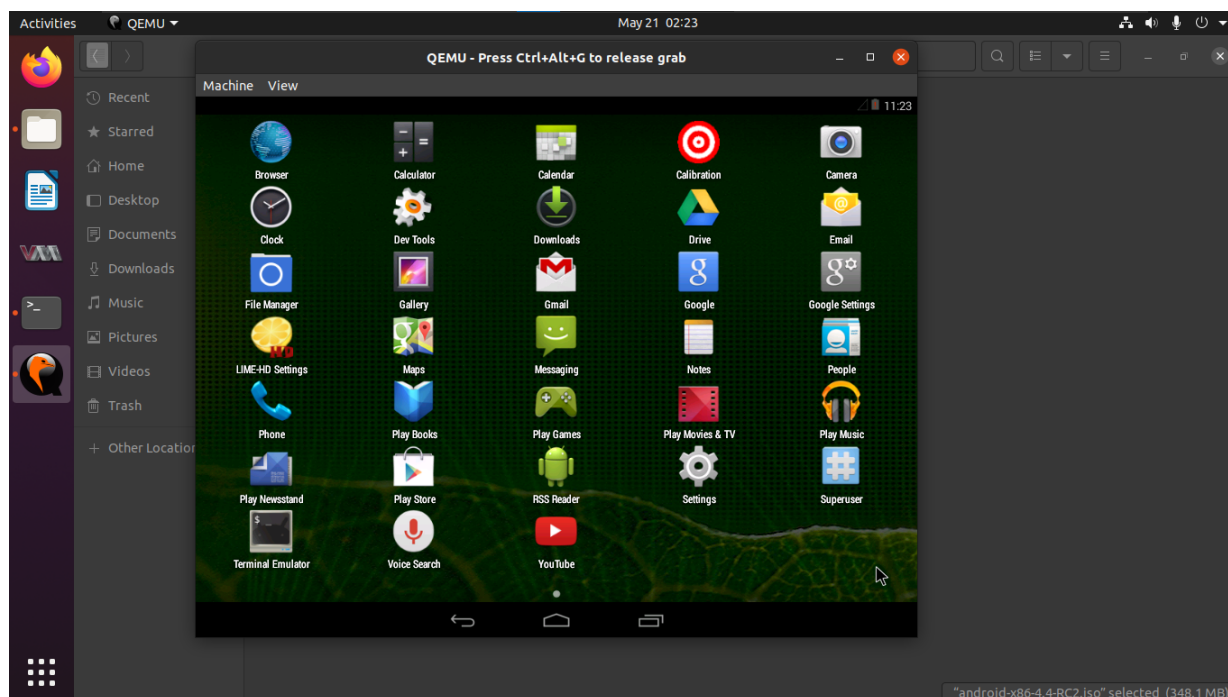 Activities QEMU May 21 02:23
QEMU - Press Ctrl+Alt+G to release grab
Machine View
11:23
Recent
Starred
Home
Desktop
Documents
Downloads
Music
Pictures
Videos
Trash
Other Location
Browser Calculator Calendar Calibration Camera
Clock Dev Tools Downloads Drive Email
File Manager Gallery Gmail Google Google Settings
LIME-HD Settings Maps Messaging Notes People
Phone Play Books Play Games Play Movies & TV Play Music
Play Newsstand Play Store RSS Reader Settings Superuser
Terminal Emulator Voice Search YouTube
"android-x86-4.4-RC2.iso" selected (348.1 MB)